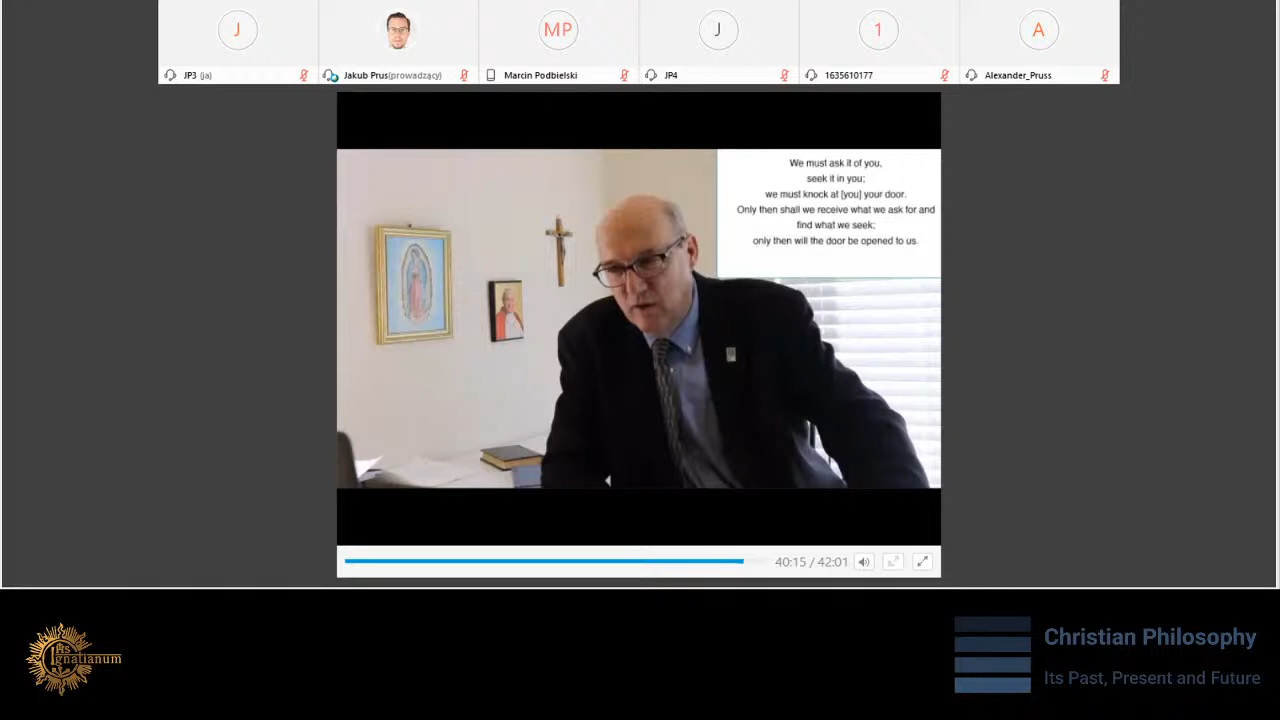 J
MP
J
1
A
JP3 (ja)
Jakub Prus(prowadzący)
Marcin Podbielski
JP4
1635610177
Alexander_Pruss
We must ask it of you,
seek it in you;
we must knock at [you] your door.
Only then shall we receive what we ask for and
find what we seek;
only then will the door be opened to us.
40:15 / 42:01
IHS
Ignatianum
Christian Philosophy
Its Past, Present and Future